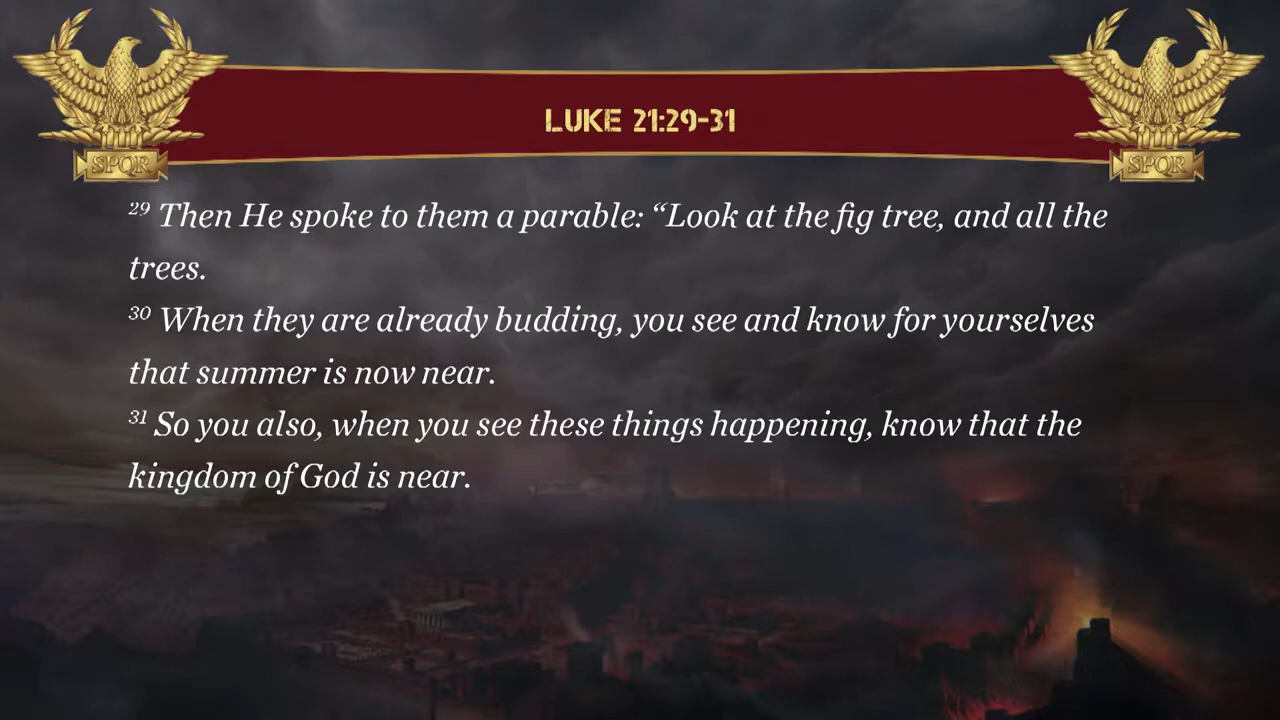 LUKE 21:29-31
SPQR SPQR
29 Then He spoke to them a parable: “Look at the fig tree, and all the
trees.
30 When they are already budding, you see and know for yourselves
that summer is now near.
31 So you also, when you see these things happening, know that the
kingdom of God is near.